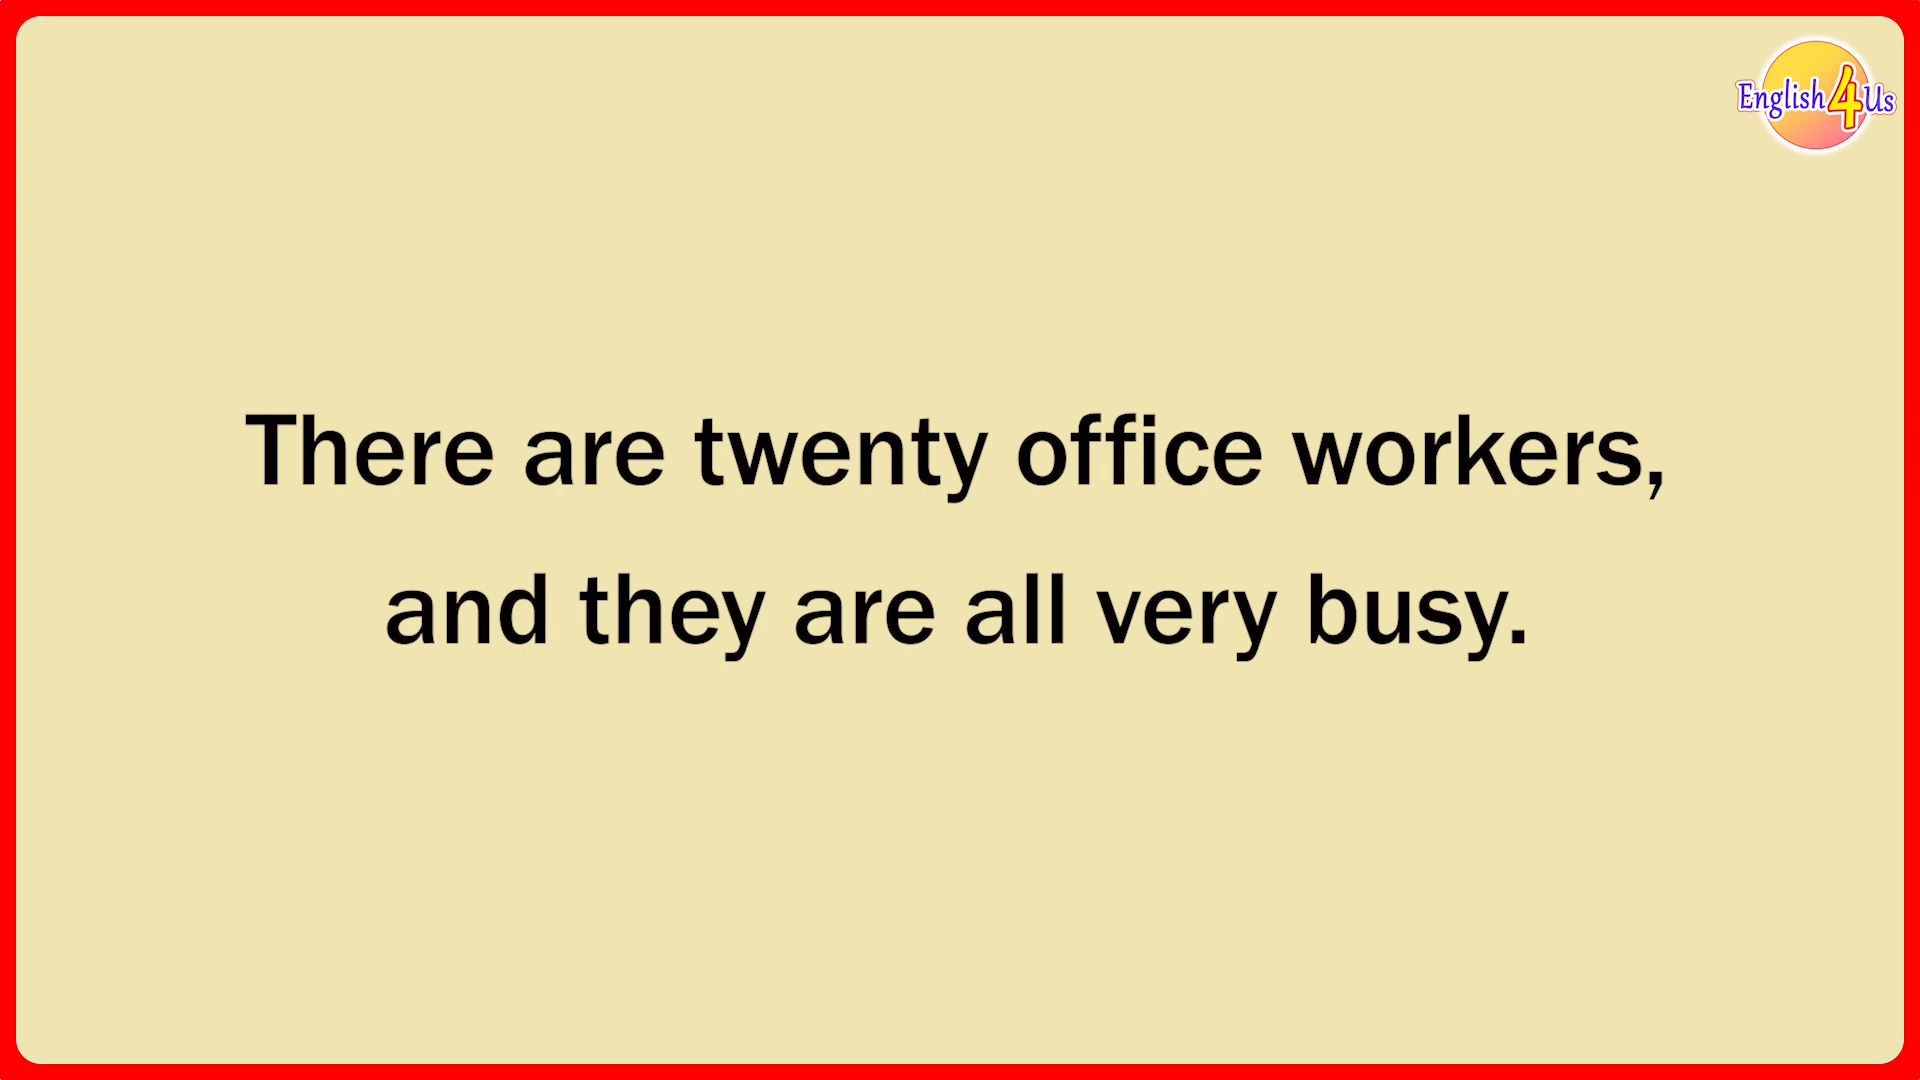 English4Us
There are twenty office workers,
and they are all very busy.